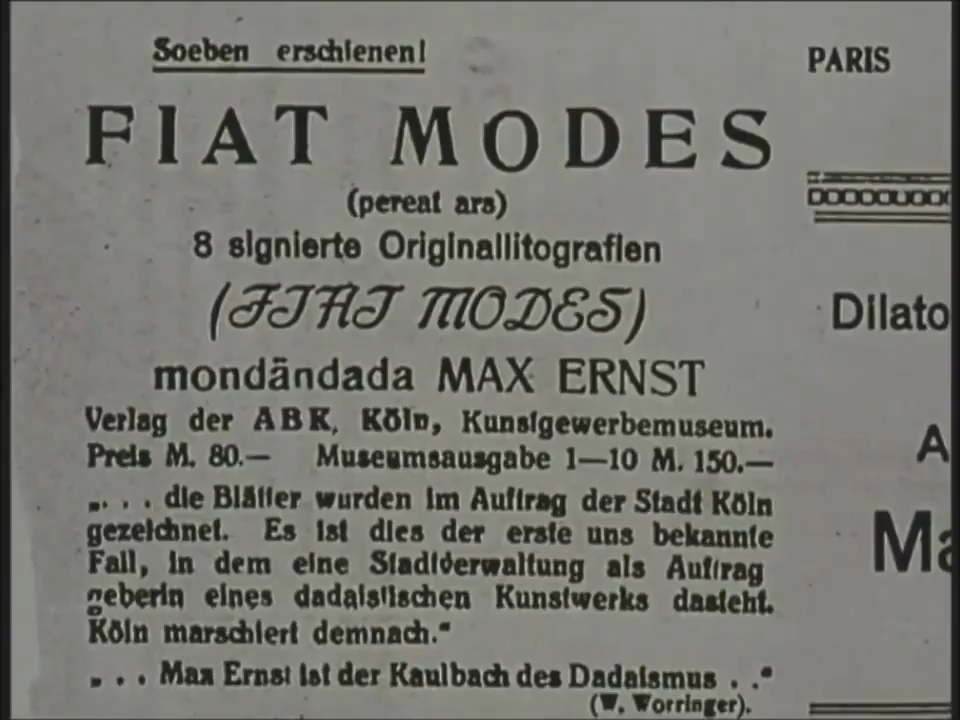 Soeben erschienen!
FIAT MODES
(pereat ars)
8 signierte Originallitografien
(FIAT MODES)
mondändada MAX ERNST
Verlag der ABK, Köln, Kunstgewerbemuseum.
Preis M. 80.— Museumsausgabe 1—10 M. 150.—
„. . . die Blätter wurden im Auftrag der Stadt Köln
gezeichnet. Es ist dies der erste uns bekannte
Fall, in dem eine Stadtverwaltung als Auftrag
geberin eines dadaistischen Kunstwerks dasteht.
Köln marschiert demnach.“
„ . . . Max Ernst ist der Kaulbach des Dadaismus . .“
(W. Worringer).
PARIS
Dilato
A
Ma